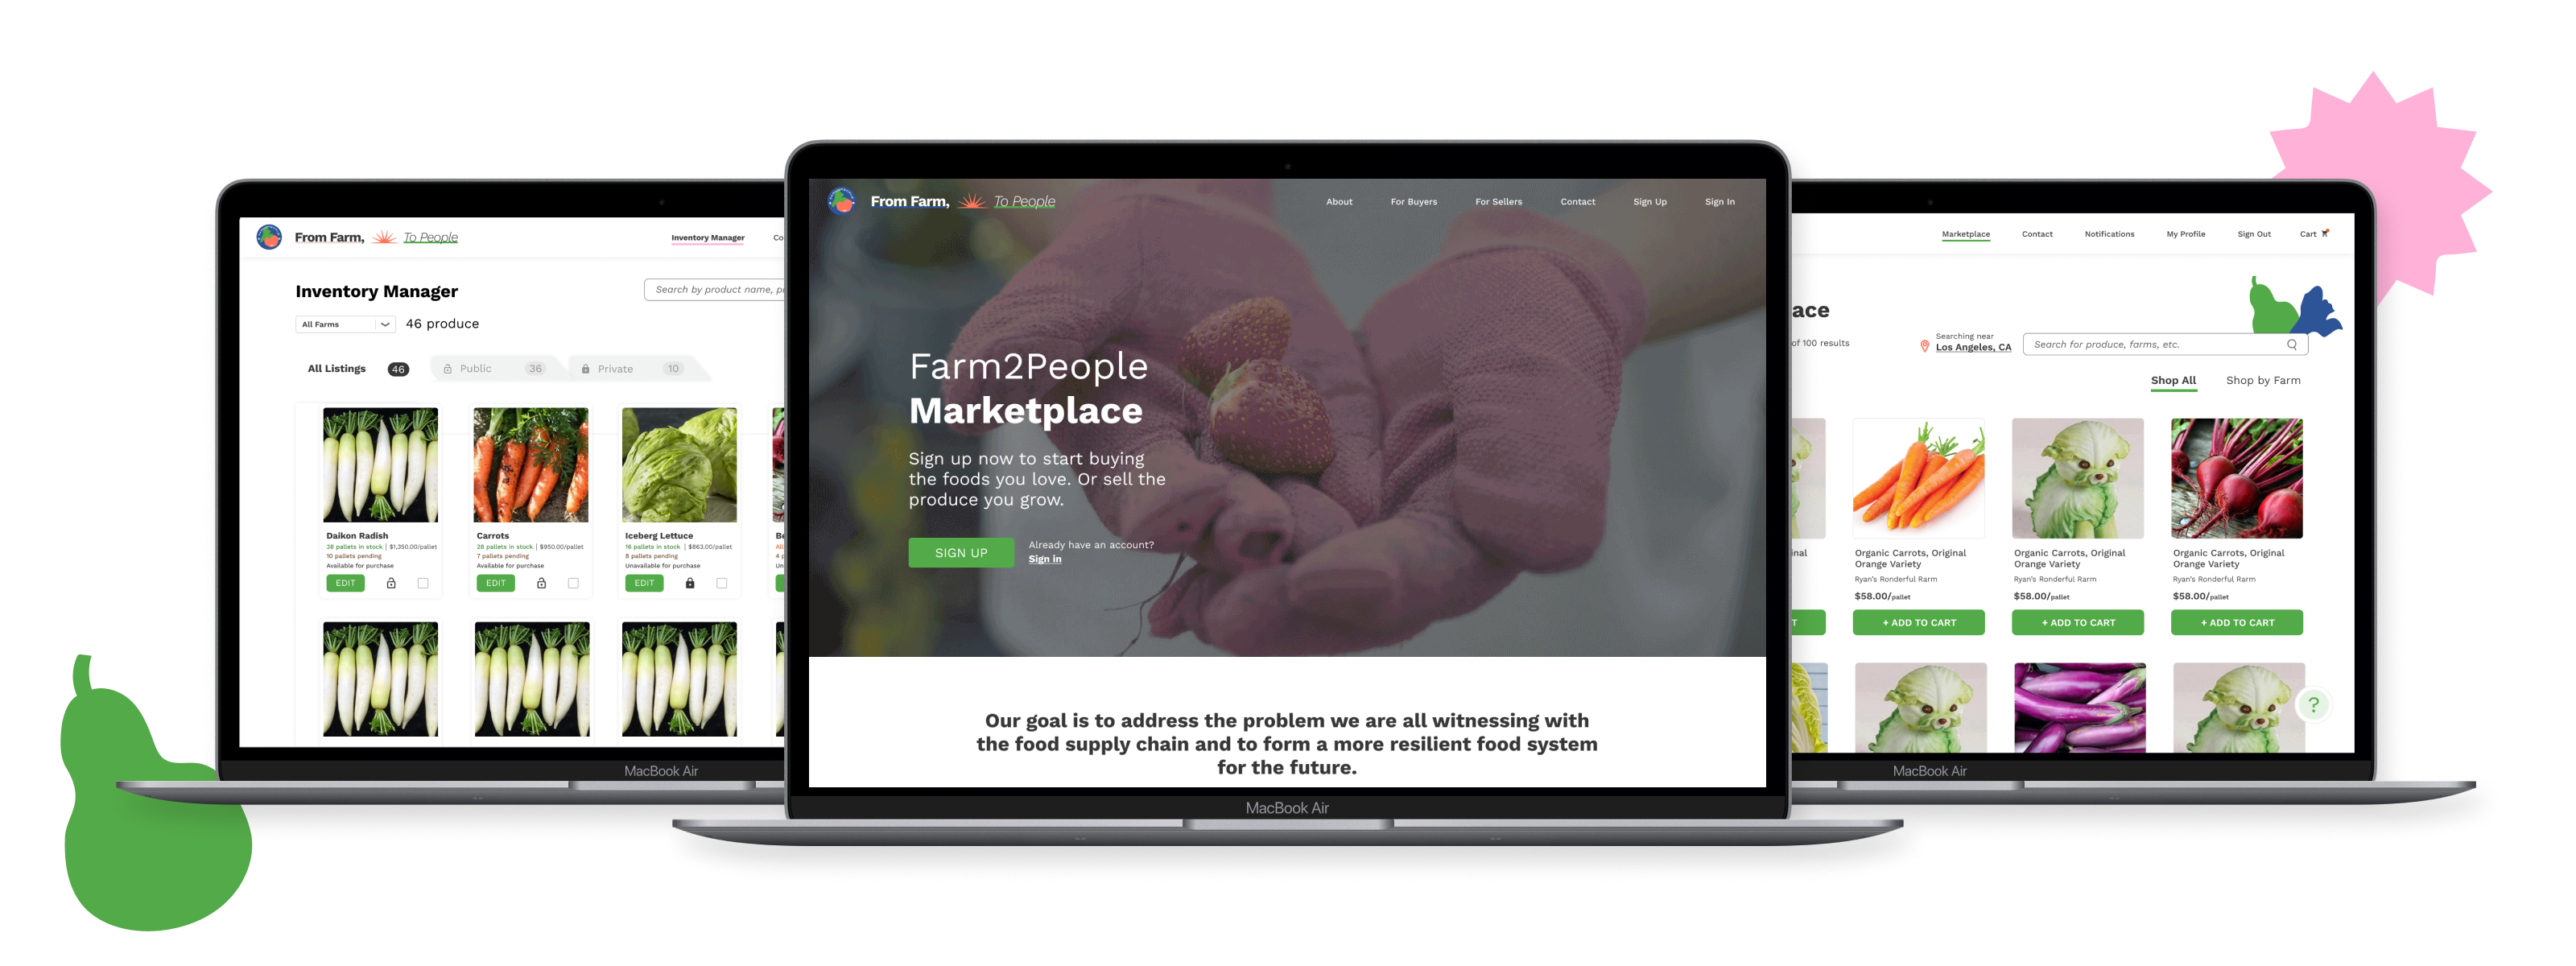 From Farm, To People
Inventory Manager
Inventory Manager
Search by product name,
All Farms
46 produce
All Listings 46
Public 36
Private 10
Daikon Radish
38 pallets in stock | $1,350.00/pallet
10 pallets pending
Available for purchase
EDIT
Carrots
28 pallets in stock | $950.00/pallet
7 pallets pending
Available for purchase
EDIT
Iceberg Lettuce
16 pallets in stock | $863.00/pallet
8 pallets pending
Unavailable for purchase
EDIT
MacBook Air
From Farm, To People
About For Buyers For Sellers Contact Sign Up Sign In
Farm2People
Marketplace
Sign up now to start buying
the foods you love. Or sell the
produce you grow.
SIGN UP
Already have an account?
Sign in
Our goal is to address the problem we are all witnessing with
the food supply chain and to form a more resilient food system
for the future.
MacBook Air
Marketplace Contact Notifications My Profile Sign Out Cart
ace
of 100 results
Searching near
Los Angeles, CA
Search for produce, farms, etc.
Shop All Shop by Farm
Organic Carrots, Original
Orange Variety
Ryan's Ronderful Rarm
$58.00/pallet
+ ADD TO CART
Organic Carrots, Original
Orange Variety
Ryan's Ronderful Rarm
$58.00/pallet
+ ADD TO CART
Organic Carrots, Original
Orange Variety
Ryan's Ronderful Rarm
$58.00/pallet
+ ADD TO CART
?
MacBook Air